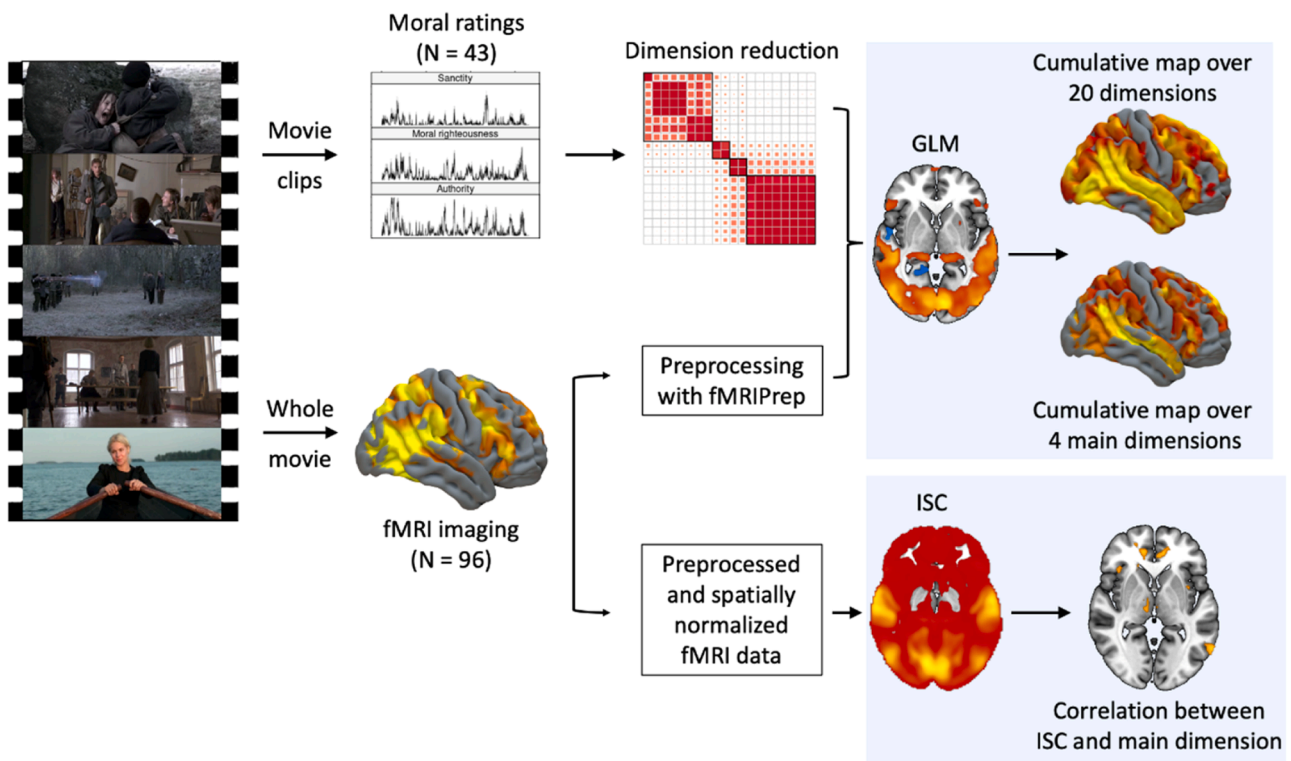 Moral ratings
(N = 43)
Sanctity
Moral righteousness
Authority
Movie
clips
Dimension reduction
GLM
Cumulative map over
20 dimensions
Cumulative map over
4 main dimensions
Whole
movie
fMRI imaging
(N = 96)
Preprocessing
with fMRIPrep
Preprocessed
and spatially
normalized
fMRI data
ISC
Correlation between
ISC and main dimension